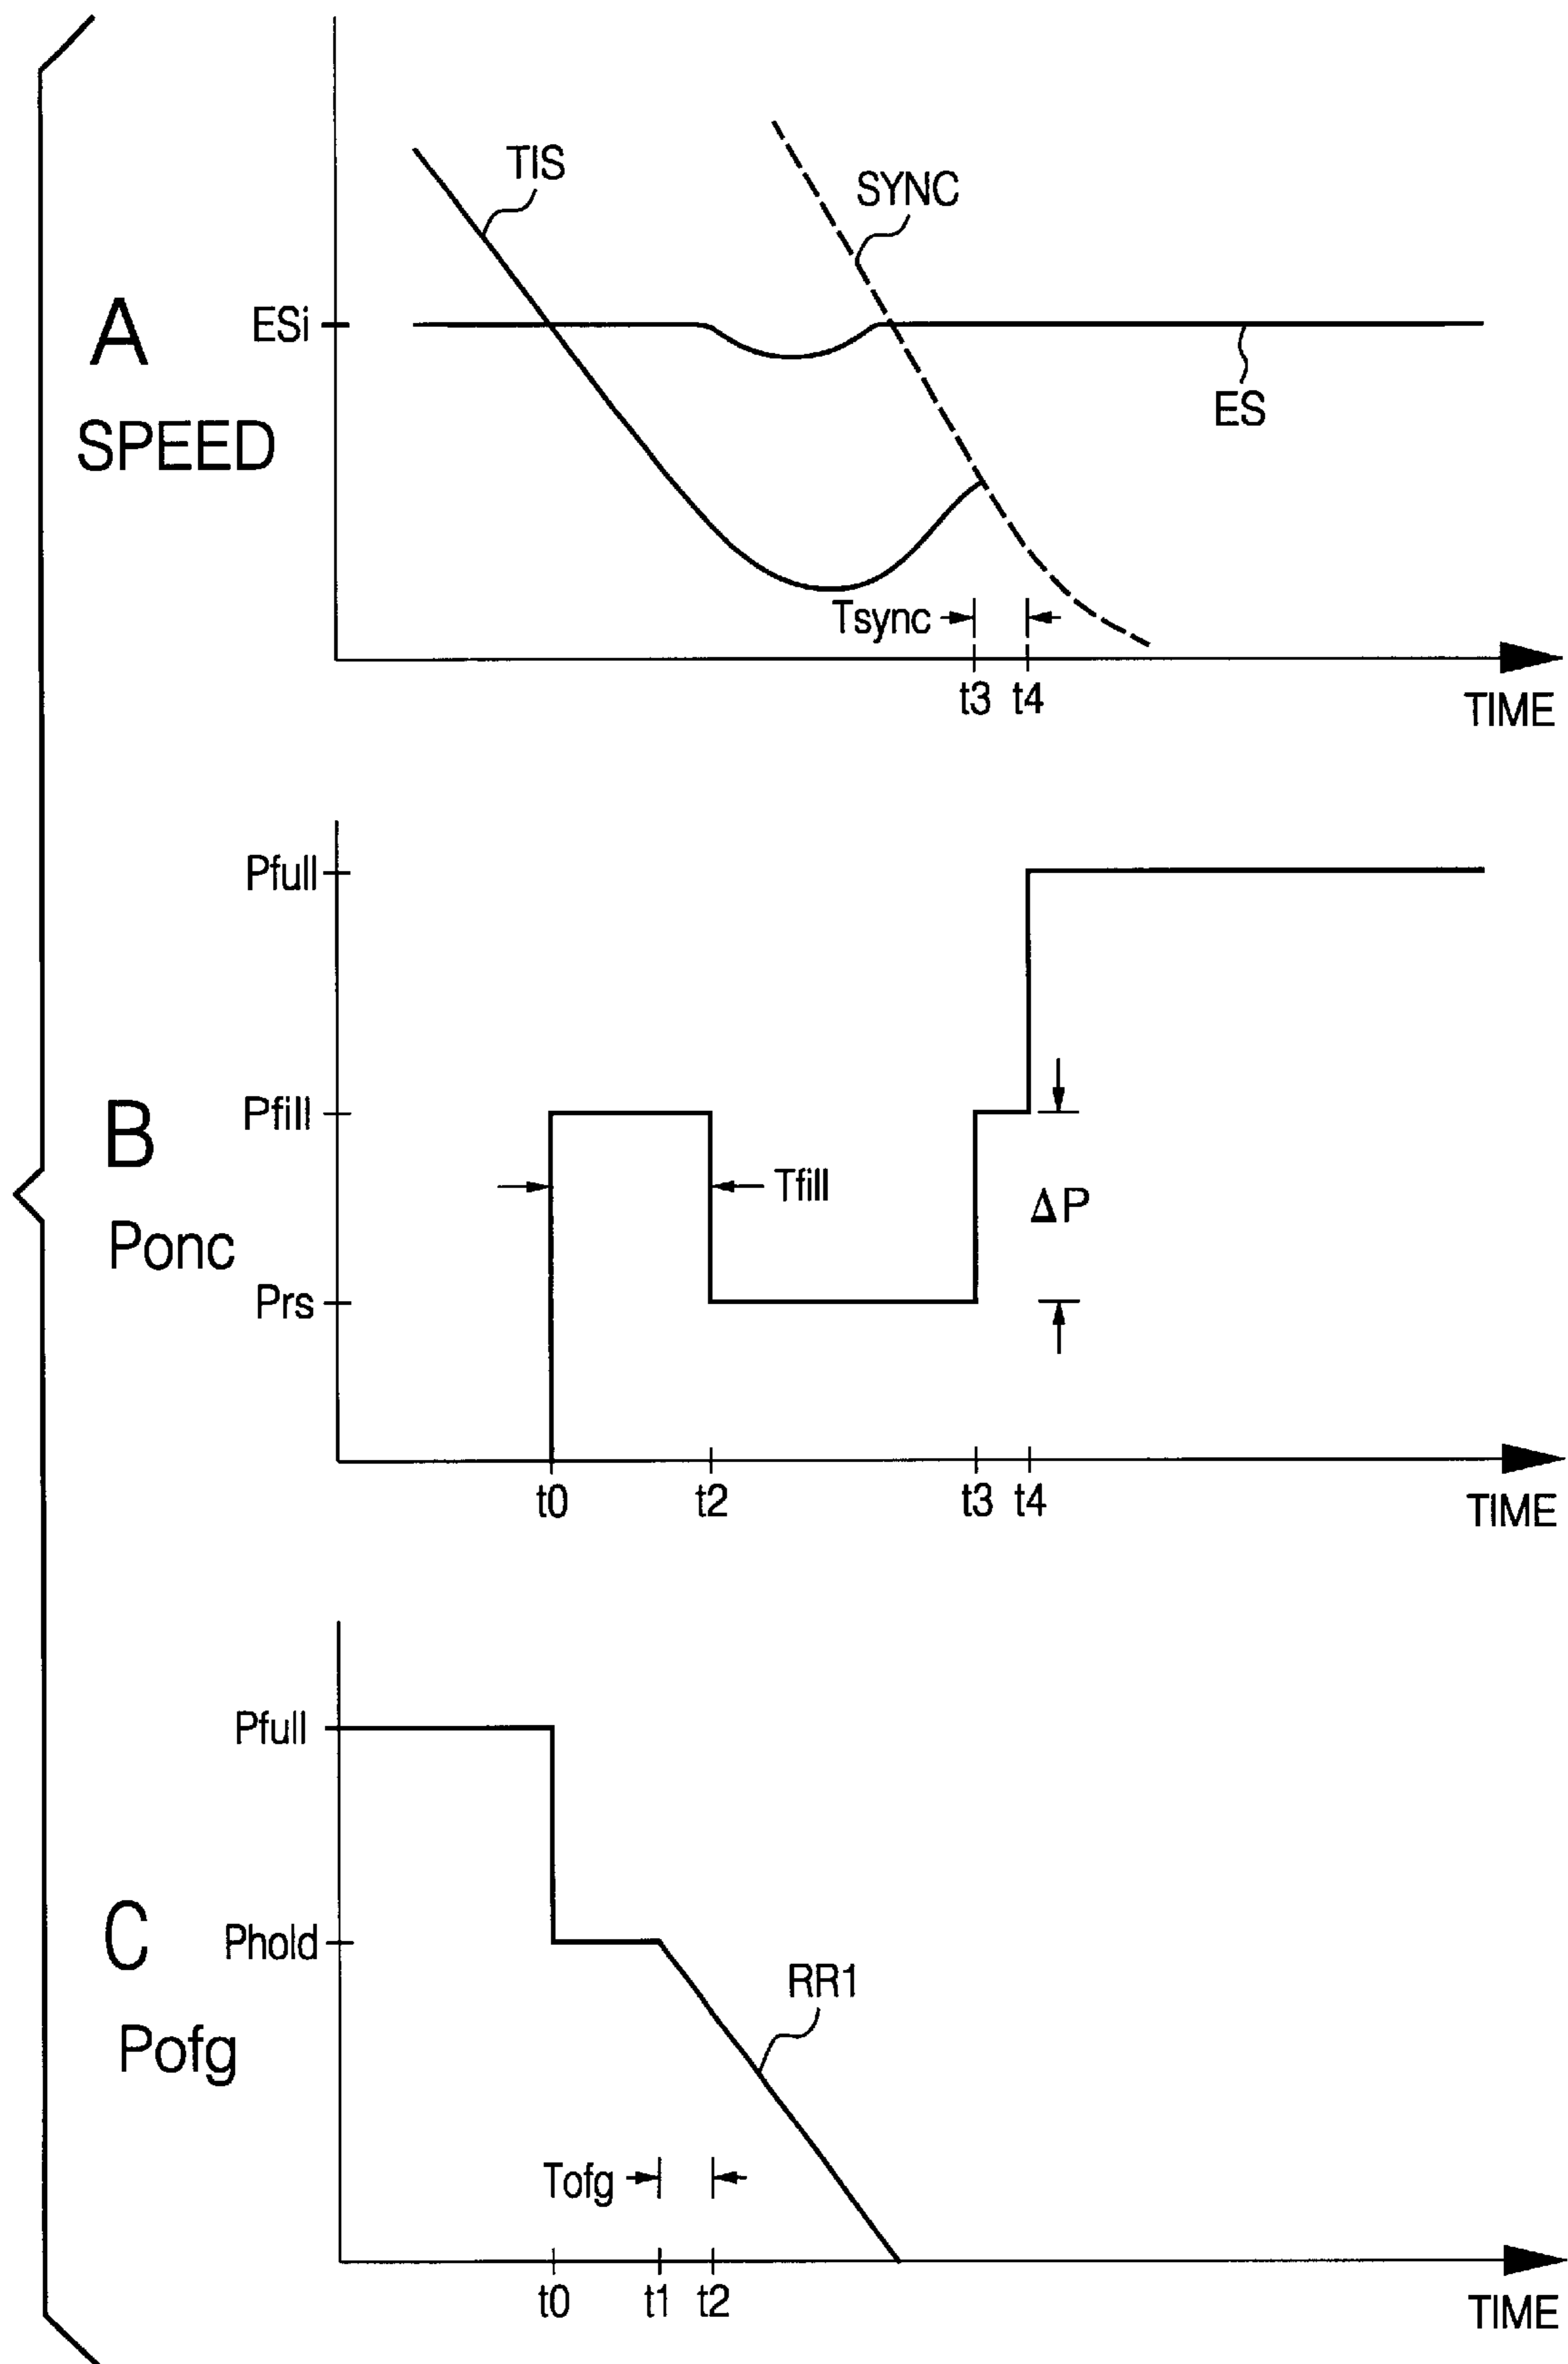 TIS
SYNC
A
ESi
SPEED
ES
Tsync
t3 t4
TIME
Pfull
B
Pfill
Tfill
ΔP
Ponc
Prs
t0 t2 t3 t4
TIME
Pfull
C
Phold
RR1
Pofg
Tofg
t0 t1 t2
TIME